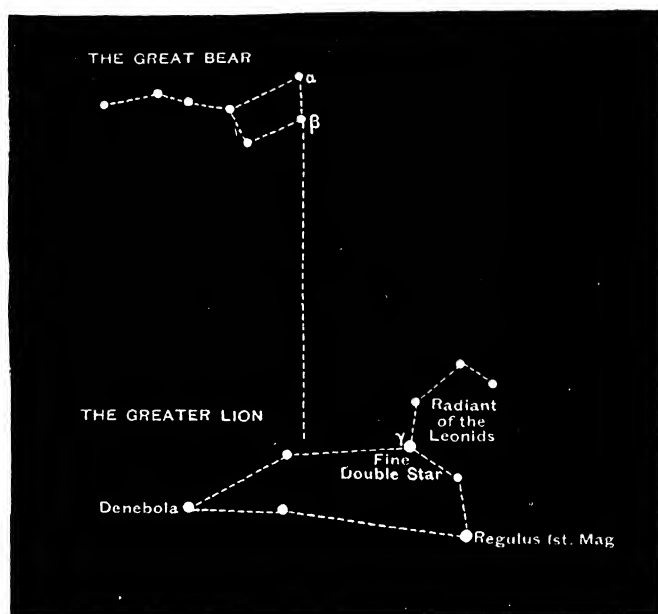 THE GREAT BEAR
α
β
THE GREATER LION
Radiant
of the
Leonids
γ
Fine
Double Star
Denebola
Regulus 1st. Mag